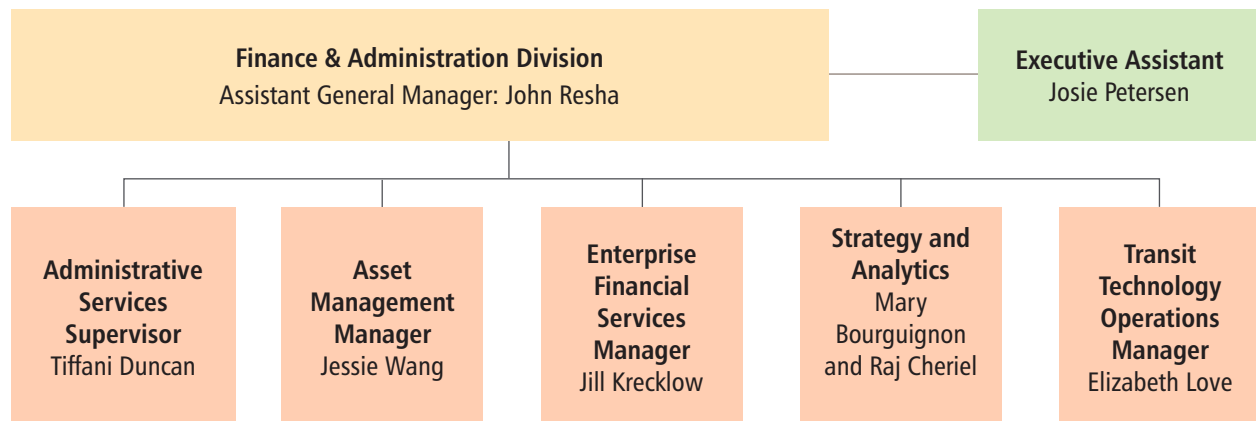 Finance & Administration Division
Assistant General Manager: John Resha
Executive Assistant
Josie Petersen
Administrative
Services
Supervisor
Tiffani Duncan
Asset
Management
Manager
Jessie Wang
Enterprise
Financial
Services
Manager
Jill Krecklow
Strategy and
Analytics
Mary
Bourguignon
and Raj Cheriel
Transit
Technology
Operations
Manager
Elizabeth Love